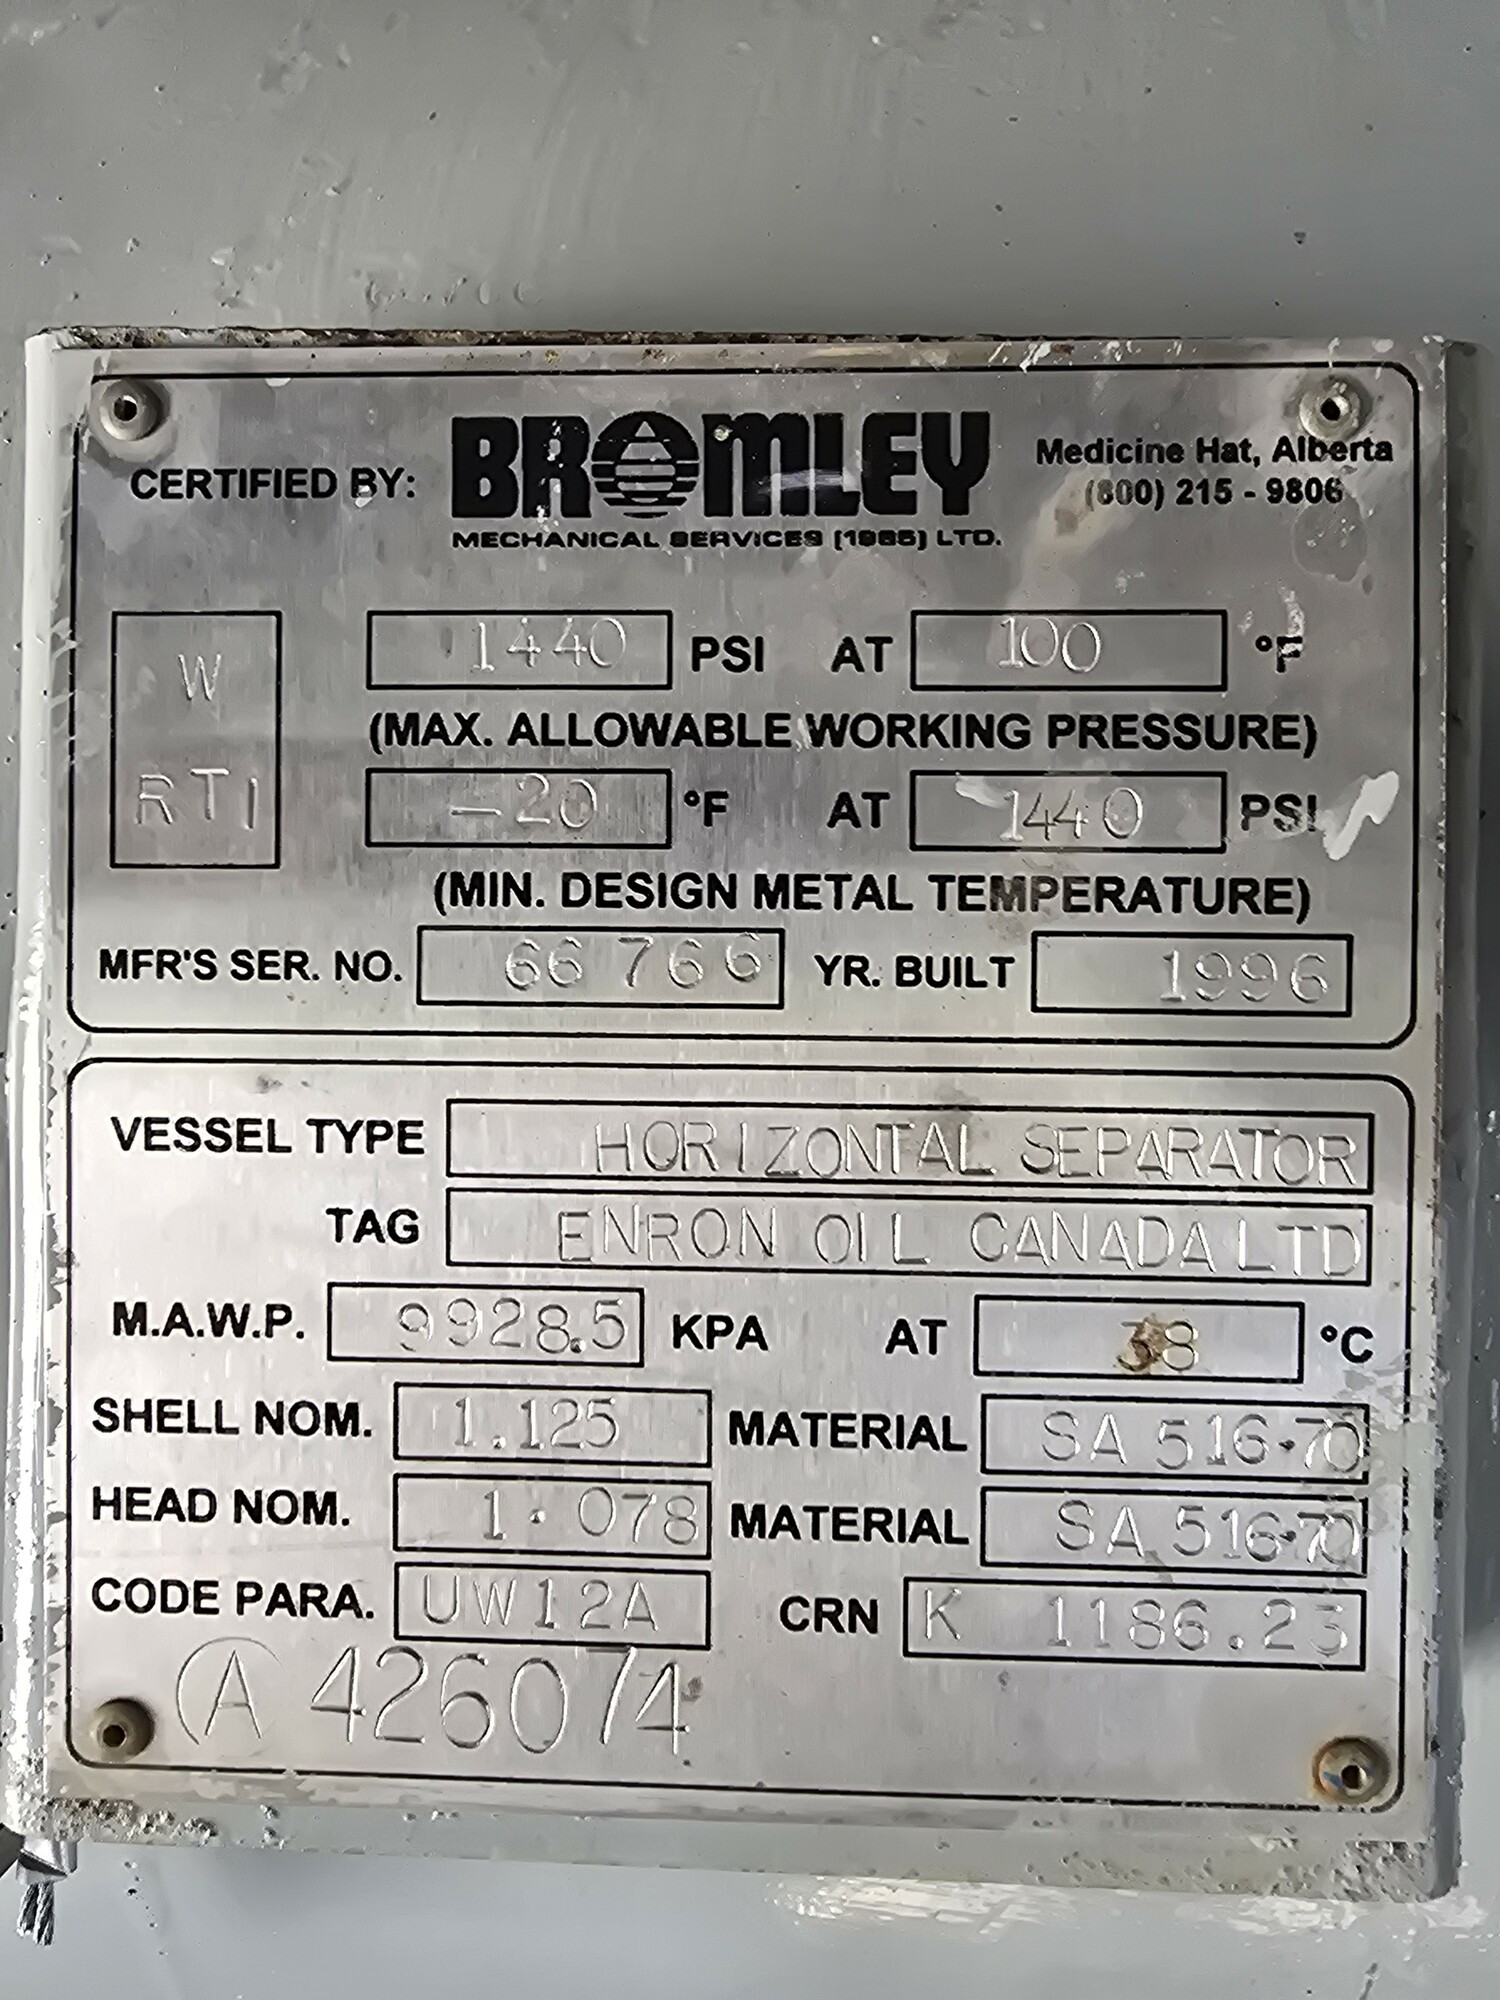 CERTIFIED BY: BROMLEY Medicine Hat, Alberta
(800) 215 - 9806
MECHANICAL SERVICES (1985) LTD.
W 1440 PSI AT 100 °F
(MAX. ALLOWABLE WORKING PRESSURE)
RT1 -20 °F AT 1440 PSI
(MIN. DESIGN METAL TEMPERATURE)
MFR'S SER. NO. 66766 YR. BUILT 1996
VESSEL TYPE HORIZONTAL SEPARATOR
TAG ENRON OIL CANADA LTD
M.A.W.P. 9928.5 KPA AT 38 °C
SHELL NOM. 1.125 MATERIAL SA 516-70
HEAD NOM. 1.078 MATERIAL SA 516-70
CODE PARA. UW12A CRN K 1186.23
A 426074